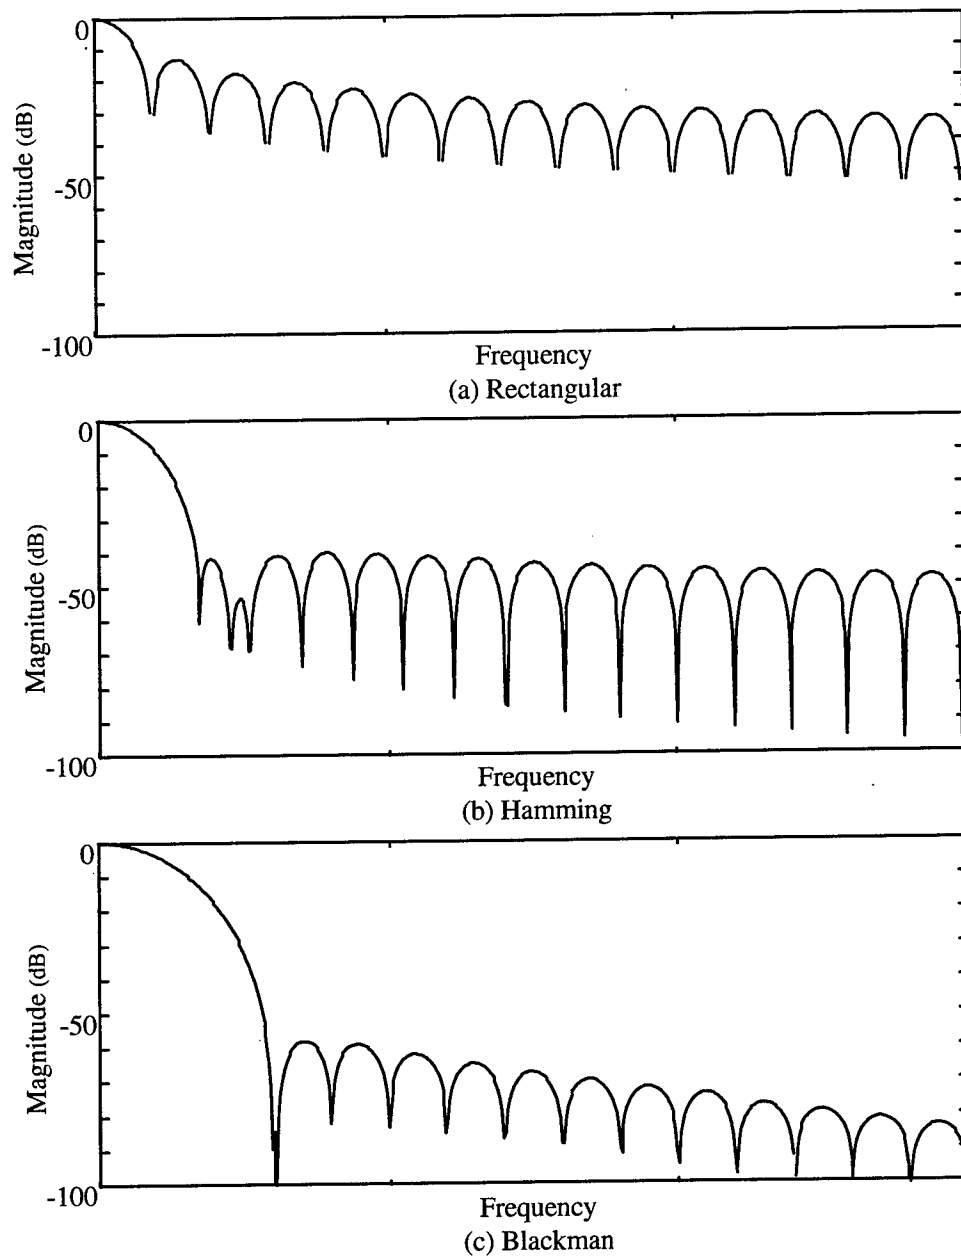 0
-50
-100
Magnitude (dB)
Frequency
(a) Rectangular
0
-50
-100
Magnitude (dB)
Frequency
(b) Hamming
0
-50
-100
Magnitude (dB)
Frequency
(c) Blackman